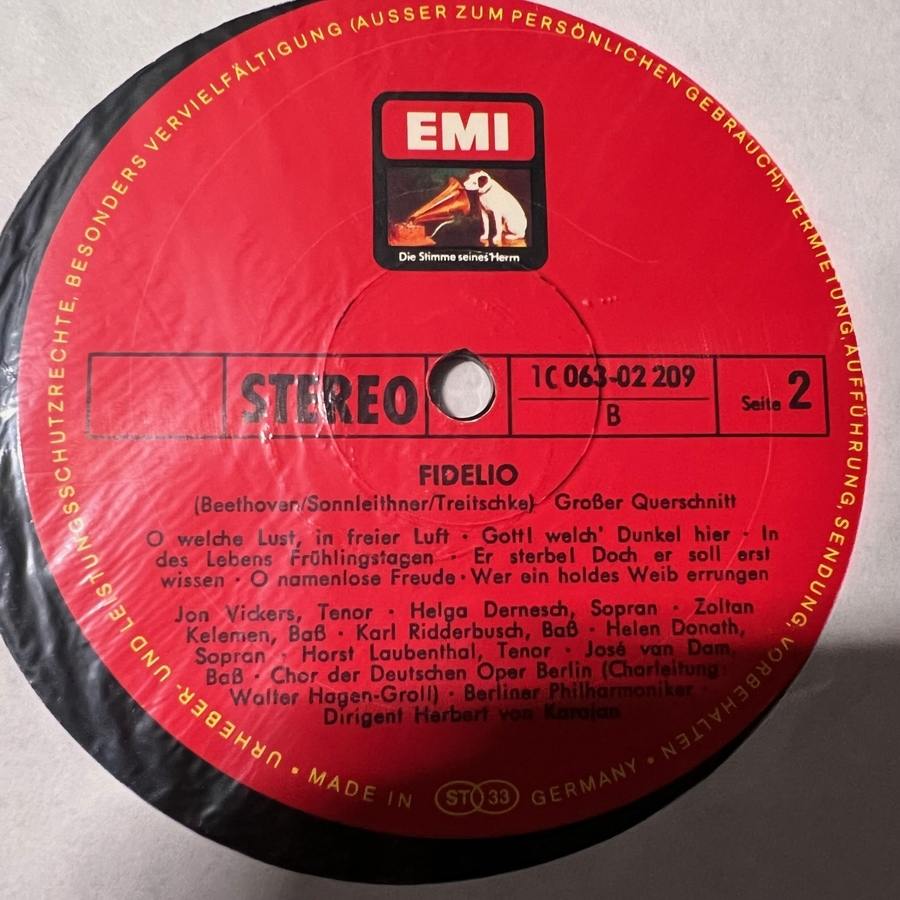 URHEBER- UND LEISTUNGSSCHUTZRECHTE, BESONDERS VERVIELFÄLTIGUNG (AUSSER ZUM PERSÖNLICHEN GEBRAUCH), VERMIETUNG, AUFFÜHRUNG, SENDUNG, VORBEHALTEN •
EMI
Die Stimme seines Herrn
STEREO
1C 063-02 209
B
Seite 2
FIDELIO
(Beethoven/Sonnleithner/Treitschke) Großer Querschnitt
O welche Lust, in freier Luft · Gott! welch' Dunkel hier · In
des Lebens Frühlingstagen · Er sterbe! Doch er soll erst
wissen · O namenlose Freude · Wer ein holdes Weib errungen
Jon Vickers, Tenor · Helga Dernesch, Sopran · Zoltan
Kelemen, Baß · Karl Ridderbusch, Baß · Helen Donath,
Sopran · Horst Laubenthal, Tenor · José van Dam,
Baß · Chor der Deutschen Oper Berlin (Chorleitung:
Walter Hagen-Groll) · Berliner Philharmoniker ·
Dirigent Herbert von Karajan
• MADE IN ST 33 GERMANY •